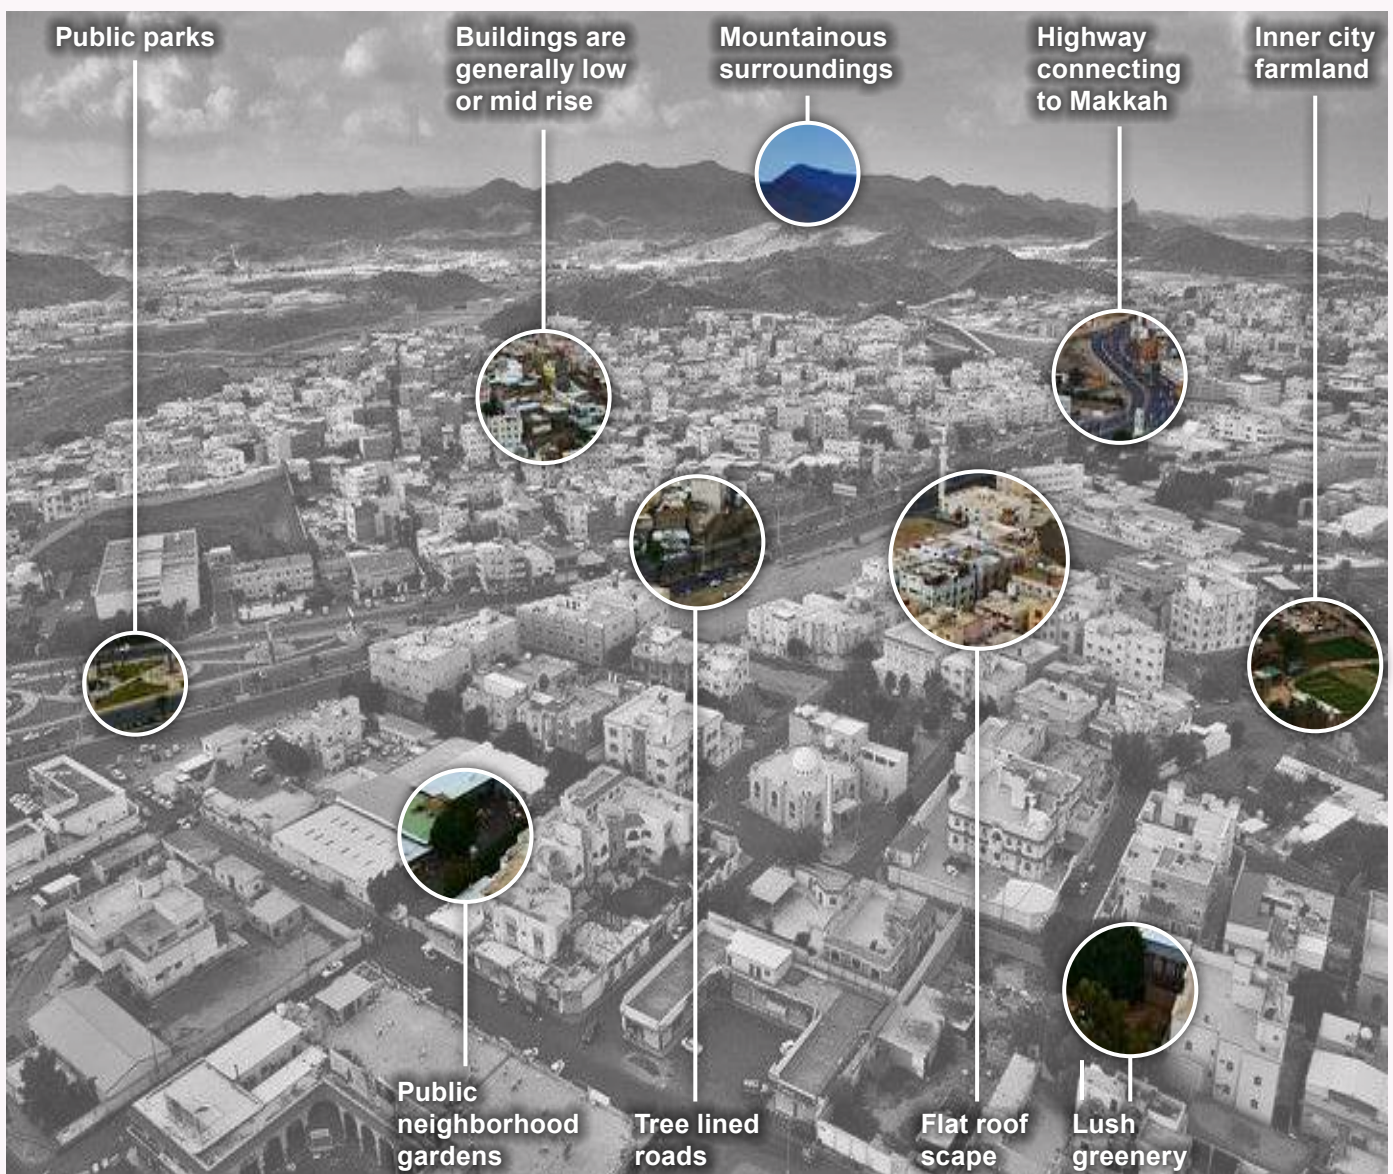 Public parks
Buildings are
generally low
or mid rise
Mountainous
surroundings
Highway
connecting
to Makkah
Inner city
farmland
Public
neighborhood
gardens
Tree lined
roads
Flat roof
scape
Lush
greenery